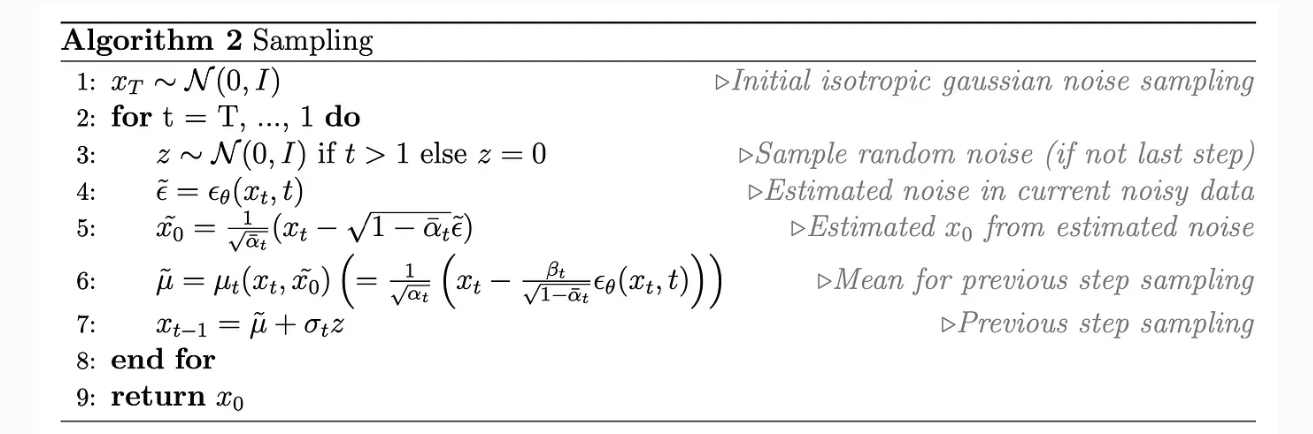 Algorithm 2 Sampling
1: x_T ∼ 𝒩(0, I) ▷Initial isotropic gaussian noise sampling
2: for t = T, ..., 1 do
3: z ∼ 𝒩(0, I) if t > 1 else z = 0 ▷Sample random noise (if not last step)
4: ϵ̃ = ϵ_θ(x_t, t) ▷Estimated noise in current noisy data
5: x̃_0 = 1/√ᾱ_t (x_t − √(1 − ᾱ_t) ϵ̃) ▷Estimated x_0 from estimated noise
6: μ̃ = μ_t(x_t, x̃_0) (= 1/√α_t (x_t − β_t/√(1−ᾱ_t) ϵ_θ(x_t, t))) ▷Mean for previous step sampling
7: x_{t−1} = μ̃ + σ_t z ▷Previous step sampling
8: end for
9: return x_0